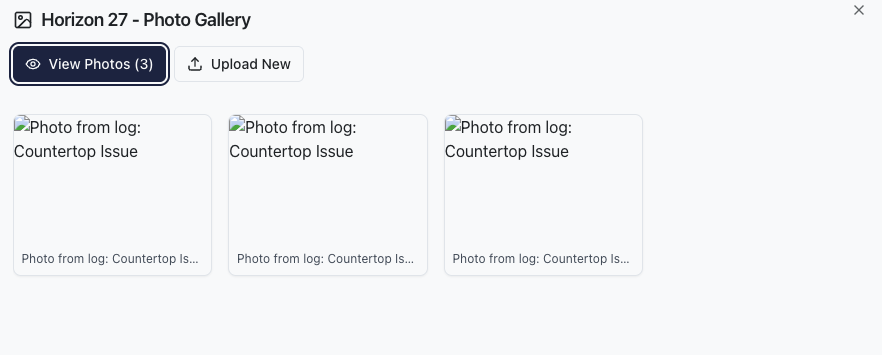 Horizon 27 - Photo Gallery
View Photos (3)
Upload New
Photo from log:
Countertop Issue
Photo from log:
Countertop Issue
Photo from log:
Countertop Issue
Photo from log: Countertop Is...
Photo from log: Countertop Is...
Photo from log: Countertop Is...